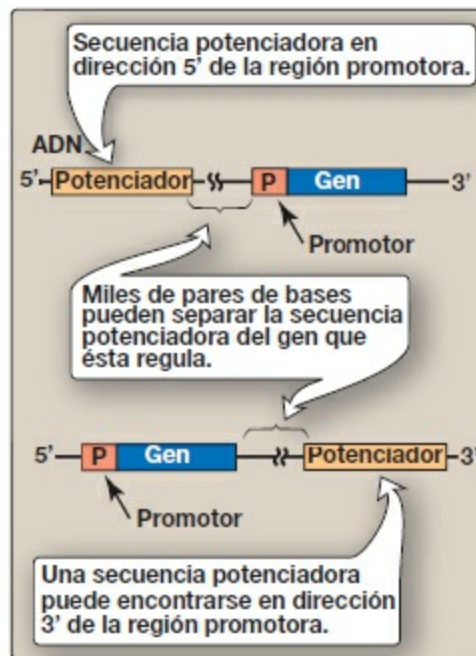 Secuencia potenciadora en
dirección 5’ de la región promotora.
ADN
5’ Potenciador P Gen 3’
Promotor
Miles de pares de bases
pueden separar la secuencia
potenciadora del gen que
ésta regula.
5’ P Gen Potenciador 3’
Promotor
Una secuencia potenciadora
puede encontrarse en dirección
3’ de la región promotora.